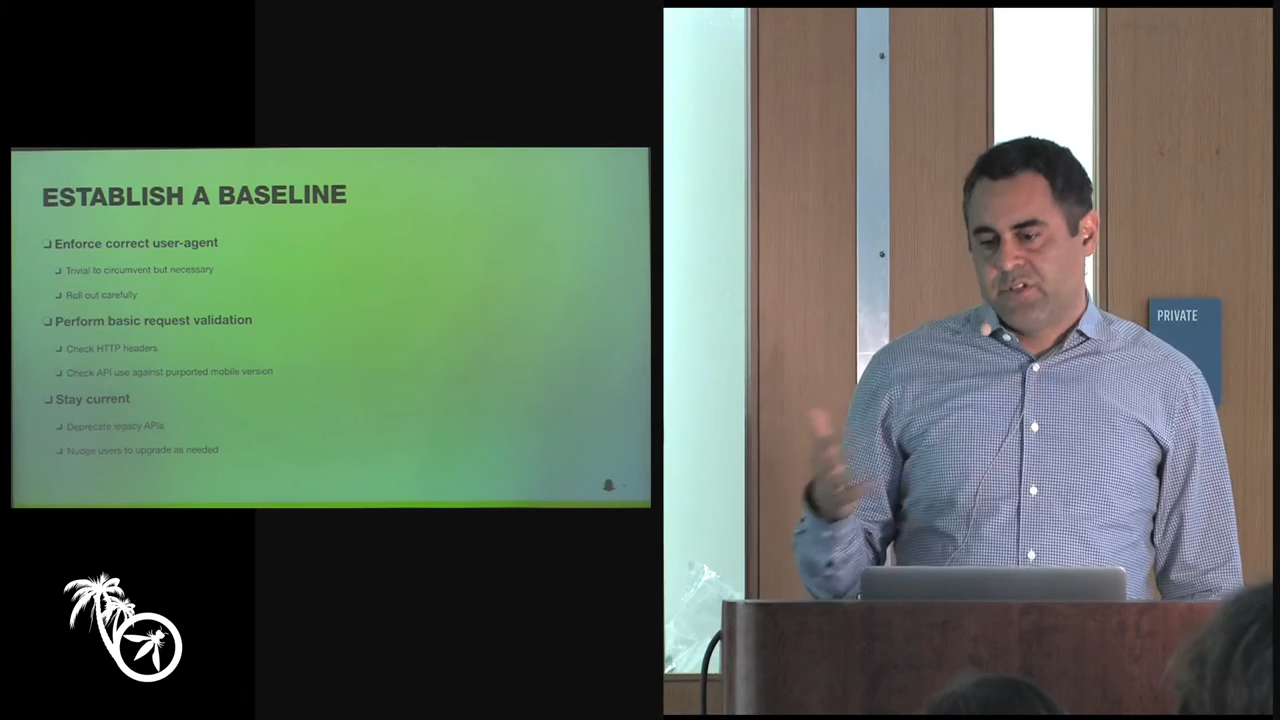 ESTABLISH A BASELINE
❏ Enforce correct user-agent
❏ Trivial to circumvent but necessary
❏ Roll out carefully
❏ Perform basic request validation
❏ Check HTTP headers
❏ Check API use against purported mobile version
❏ Stay current
❏ Deprecate legacy APIs
❏ Nudge users to upgrade as needed
PRIVATE